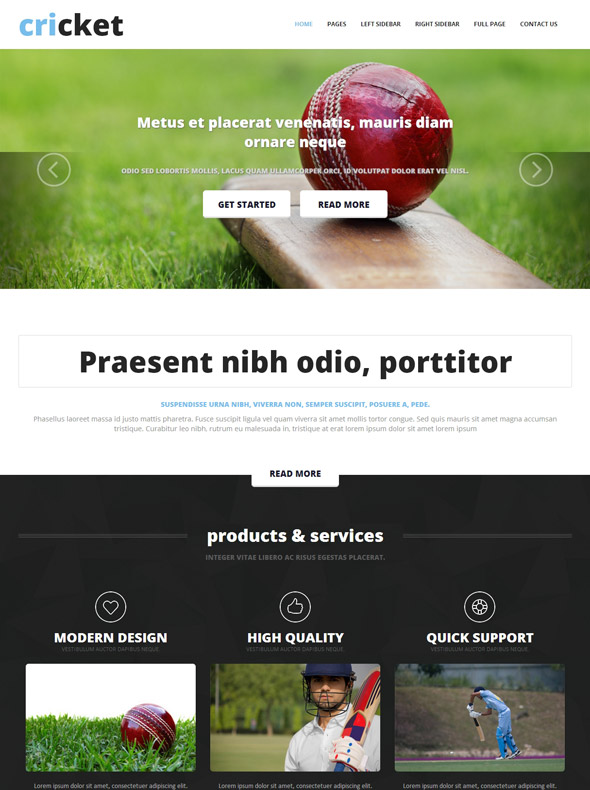 cricket
HOME PAGES LEFT SIDEBAR RIGHT SIDEBAR FULL PAGE CONTACT US
Metus et placerat venenatis, mauris diam
ornare neque
ODIO SED LOBORTIS MOLLIS, LACUS QUAM ULLAMCORPER ORCI, ID VOLUTPAT DOLOR ERAT VEL NISL.
GET STARTED READ MORE
Praesent nibh odio, porttitor
SUSPENDISSE URNA NIBH, VIVERRA NON, SEMPER SUSCIPIT, POSUERE A, PEDE.
Phasellus laoreet massa id justo mattis pharetra. Fusce suscipit ligula vel quam viverra sit amet mollis tortor congue. Sed quis mauris sit amet magna accumsan
tristique. Curabitur leo nibh, rutrum eu malesuada in, tristique at erat lorem ipsum dolor sit amet lorem ipsum
READ MORE
products & services
INTEGER VITAE LIBERO AC RISUS EGESTAS PLACERAT.
MODERN DESIGN HIGH QUALITY QUICK SUPPORT
VESTIBULUM AUCTOR DAPIBUS NEQUE. VESTIBULUM AUCTOR DAPIBUS NEQUE. VESTIBULUM AUCTOR DAPIBUS NEQUE.
Lorem ipsum dolor sit amet, consectetuer adipiscing elit. Lorem ipsum dolor sit amet, consectetuer adipiscing elit. Lorem ipsum dolor sit amet, consectetuer adipiscing elit.